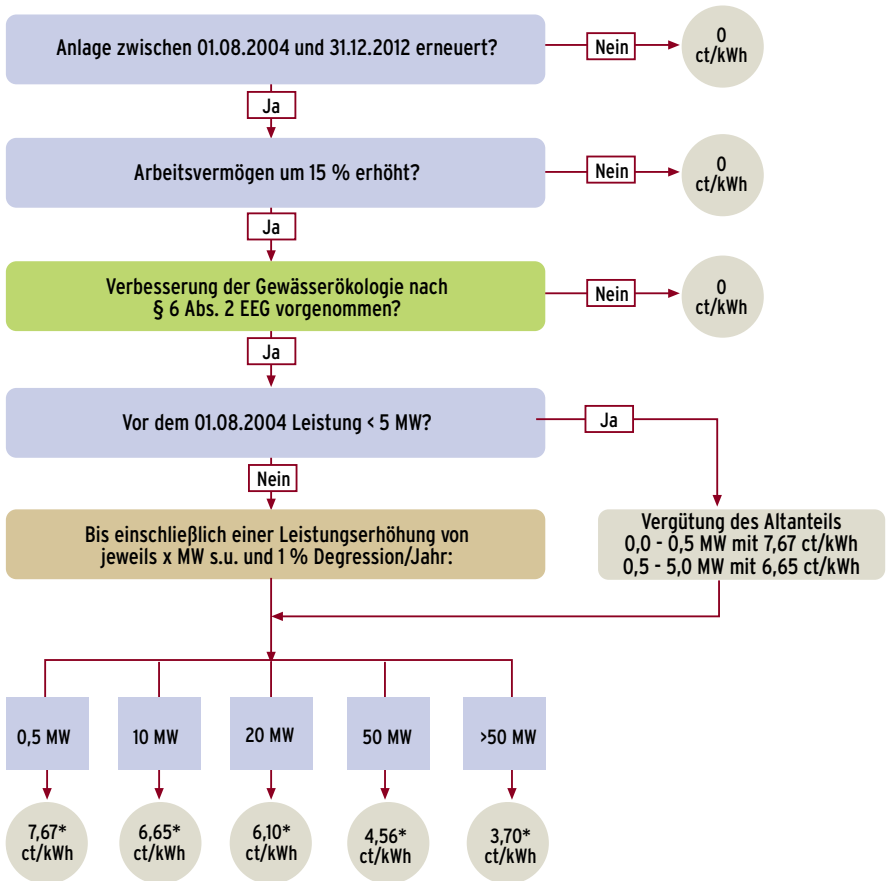 Anlage zwischen 01.08.2004 und 31.12.2012 erneuert?
Nein
0
ct/kWh
Ja
Arbeitsvermögen um 15 % erhöht?
Nein
0
ct/kWh
Ja
Verbesserung der Gewässerökologie nach
§ 6 Abs. 2 EEG vorgenommen?
Nein
0
ct/kWh
Ja
Vor dem 01.08.2004 Leistung < 5 MW?
Ja
Nein
Bis einschließlich einer Leistungserhöhung von
jeweils x MW s.u. und 1 % Degression/Jahr:
Vergütung des Altanteils
0,0 - 0,5 MW mit 7,67 ct/kWh
0,5 - 5,0 MW mit 6,65 ct/kWh
0,5 MW
10 MW
20 MW
50 MW
>50 MW
7,67*
ct/kWh
6,65*
ct/kWh
6,10*
ct/kWh
4,56*
ct/kWh
3,70*
ct/kWh